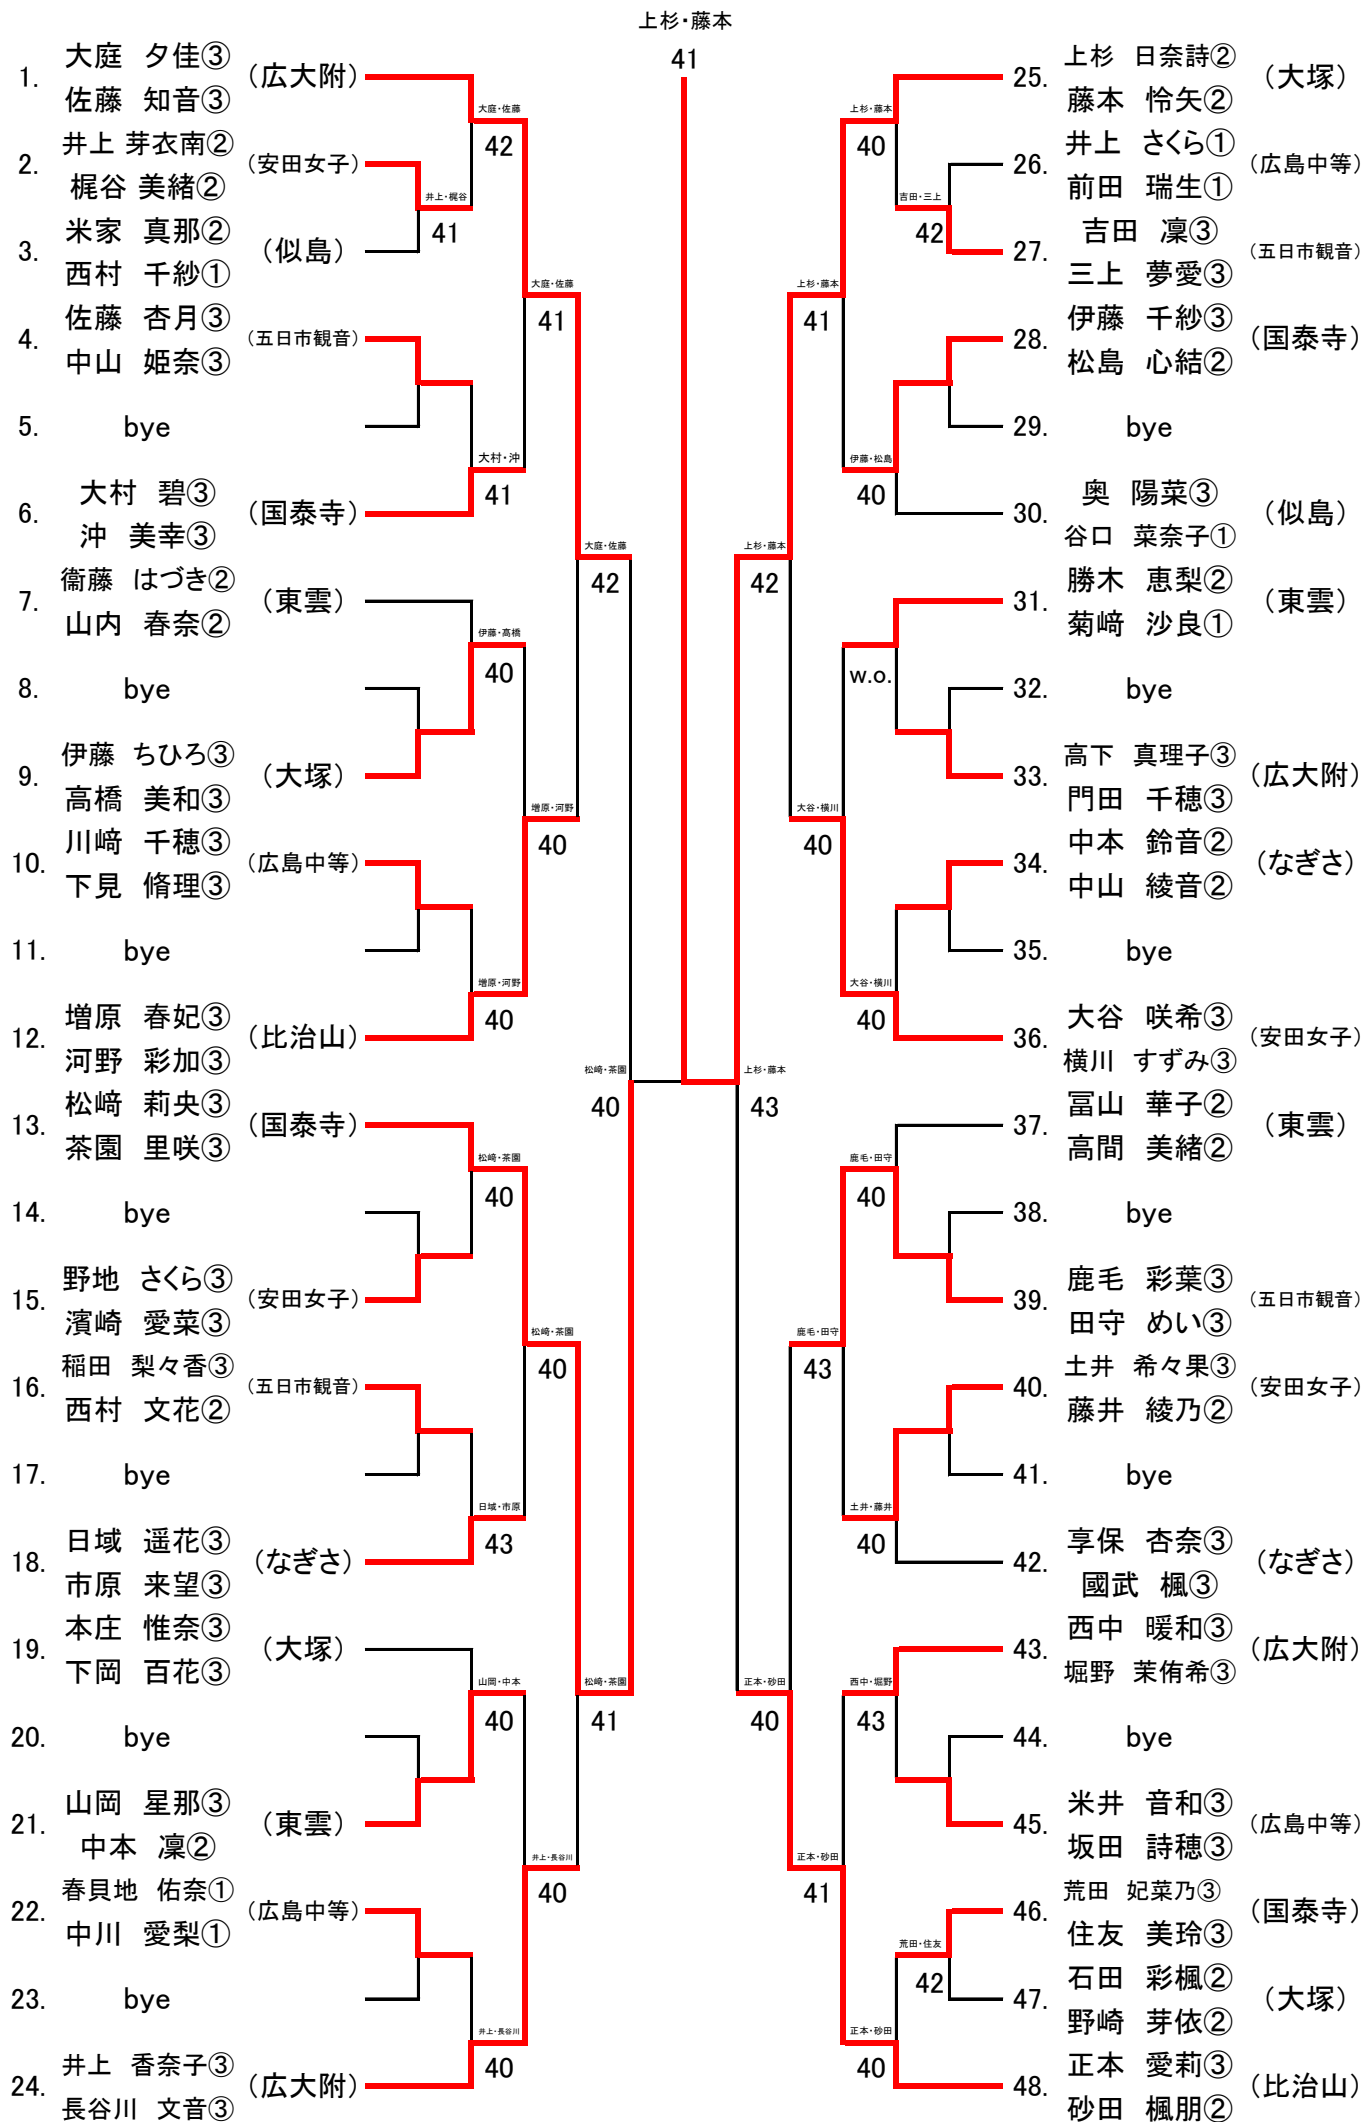 上杉・藤本
41
1. 大庭 夕佳③ (広大附)
佐藤 知音③
2. 井上 芽衣南② (安田女子)
梶谷 美緒②
3. 米家 真那② (似島)
西村 千紗①
4. 佐藤 杏月③ (五日市観音)
中山 姫奈③
5. bye
6. 大村 碧③ (国泰寺)
沖 美幸③
7. 衞藤 はづき② (東雲)
山内 春奈②
8. bye
9. 伊藤 ちひろ③ (大塚)
高橋 美和③
10. 川﨑 千穂③ (広島中等)
下見 脩理③
11. bye
12. 増原 春妃③ (比治山)
河野 彩加③
13. 松﨑 莉央③ (国泰寺)
茶園 里咲③
14. bye
15. 野地 さくら③ (安田女子)
濱崎 愛菜③
16. 稲田 梨々香③ (五日市観音)
西村 文花②
17. bye
18. 日域 遥花③ (なぎさ)
市原 来望③
19. 本庄 惟奈③ (大塚)
下岡 百花③
20. bye
21. 山岡 星那③ (東雲)
中本 凜②
22. 春貝地 佑奈① (広島中等)
中川 愛梨①
23. bye
24. 井上 香奈子③ (広大附)
長谷川 文音③
大庭・佐藤
42
井上・梶谷
41
大庭・佐藤
41
大村・沖
41
大庭・佐藤
42
伊藤・高橋
40
増原・河野
40
増原・河野
40
松﨑・茶園
40
松﨑・茶園
40
松﨑・茶園
40
日域・市原
43
松﨑・茶園
41
山岡・中本
40
井上・長谷川
40
井上・長谷川
40
25. 上杉 日奈詩② (大塚)
藤本 怜矢②
26. 井上 さくら① (広島中等)
前田 瑞生①
27. 吉田 凜③ (五日市観音)
三上 夢愛③
28. 伊藤 千紗③ (国泰寺)
松島 心結②
29. bye
30. 奥 陽菜③ (似島)
谷口 菜奈子①
31. 勝木 恵梨② (東雲)
菊﨑 沙良①
32. bye
33. 高下 真理子③ (広大附)
門田 千穂③
34. 中本 鈴音② (なぎさ)
中山 綾音②
35. bye
36. 大谷 咲希③ (安田女子)
横川 すずみ③
37. 冨山 華子② (東雲)
高間 美緒②
38. bye
39. 鹿毛 彩葉③ (五日市観音)
田守 めい③
40. 土井 希々果③ (安田女子)
藤井 綾乃②
41. bye
42. 享保 杏奈③ (なぎさ)
國武 楓③
43. 西中 暖和③ (広大附)
堀野 茉侑希③
44. bye
45. 米井 音和③ (広島中等)
坂田 詩穂③
46. 荒田 妃菜乃③ (国泰寺)
住友 美玲③
47. 石田 彩楓② (大塚)
野崎 芽依②
48. 正本 愛莉③ (比治山)
砂田 楓朋②
上杉・藤本
40
吉田・三上
42
上杉・藤本
41
伊藤・松島
40
上杉・藤本
42
w.o.
大谷・横川
40
大谷・横川
40
上杉・藤本
43
鹿毛・田守
40
鹿毛・田守
43
土井・藤井
40
正本・砂田
40
西中・堀野
43
正本・砂田
41
荒田・住友
42
正本・砂田
40